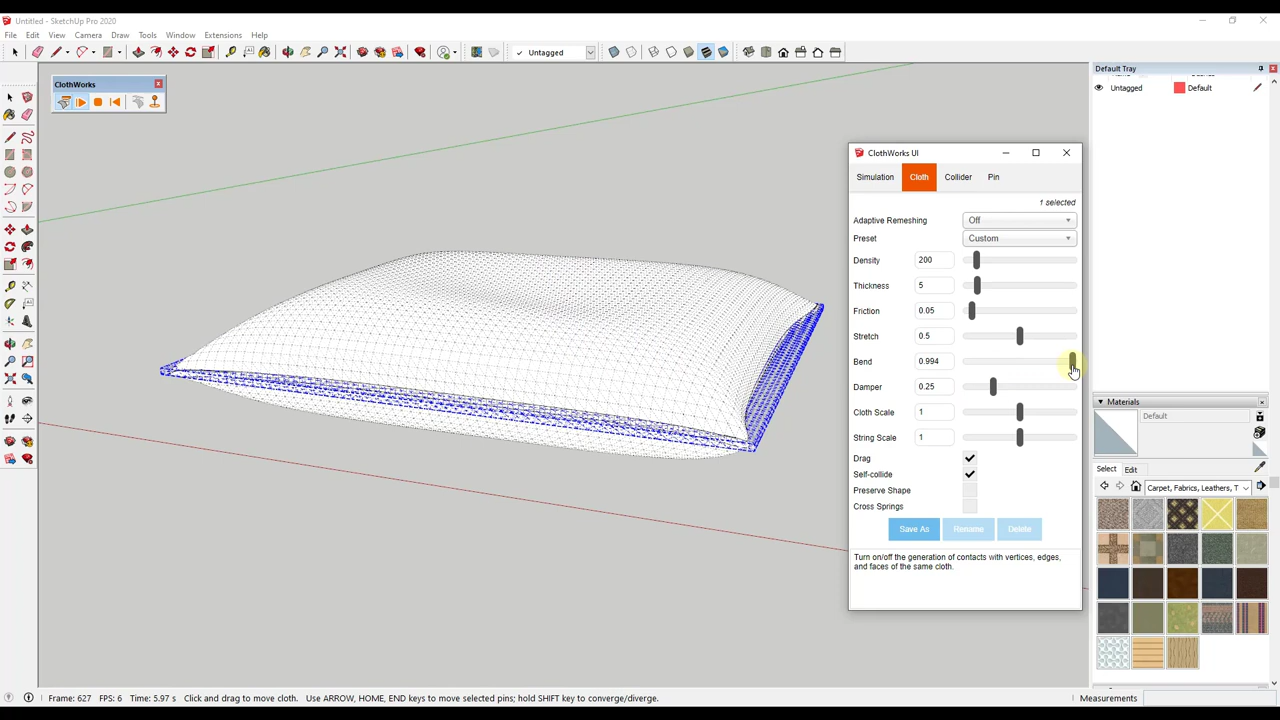 Untitled - SketchUp Pro 2020
File Edit View Camera Draw Tools Window Extensions Help
Untagged
Default Tray
ClothWorks
Untagged Default
ClothWorks UI
Simulation Cloth Collider Pin
1 selected
Adaptive Remeshing Off
Preset Custom
Density 200
Thickness 5
Friction 0.05
Stretch 0.5
Bend 0.994
Damper 0.25
Cloth Scale 1
String Scale 1
Drag
Self-collide
Preserve Shape
Cross Springs
Save As Rename Delete
Turn on/off the generation of contacts with vertices, edges,
and faces of the same cloth.
Materials
Default
Select Edit
Carpet, Fabrics, Leathers, T
Frame: 627 FPS: 6 Time: 5.97 s Click and drag to move cloth. Use ARROW, HOME, END keys to move selected pins; hold SHIFT key to converge/diverge.
Measurements